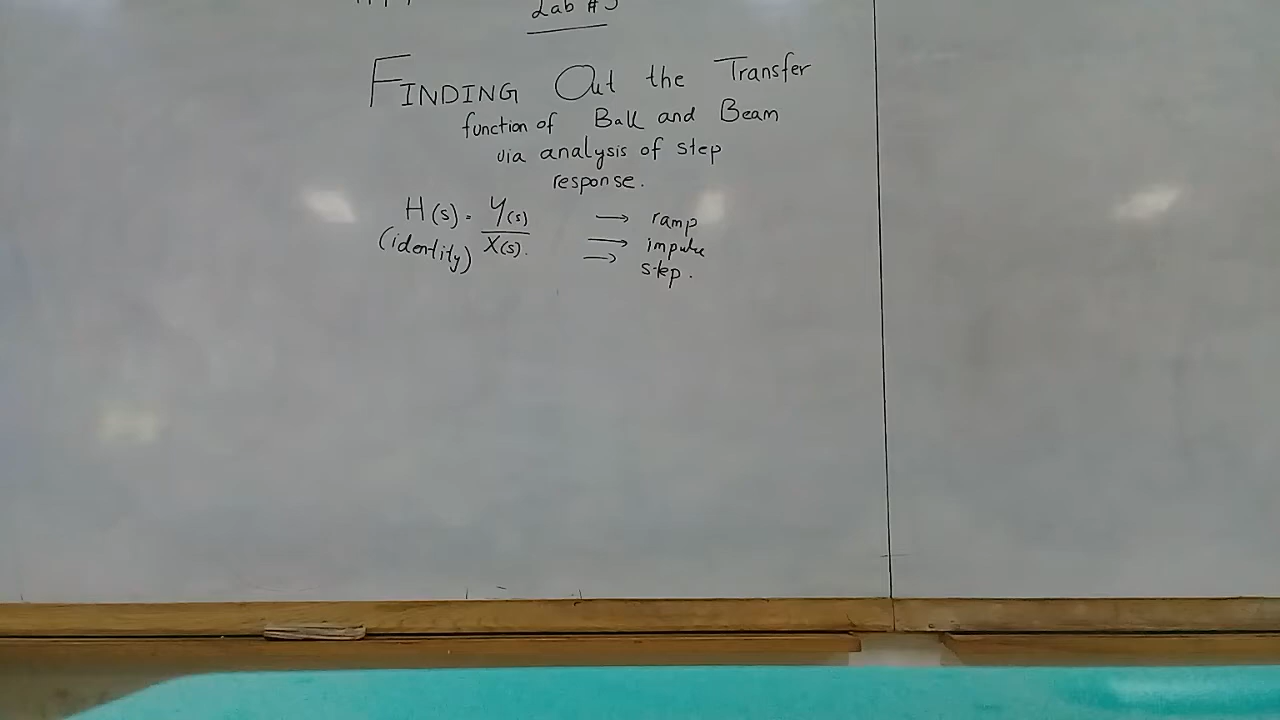 Lab #
FINDING Out the Transfer
function of Ball and Beam
via analysis of step
response.
H(s) = Y(s) / X(s). → ramp
(identity) → impulse
→ step.